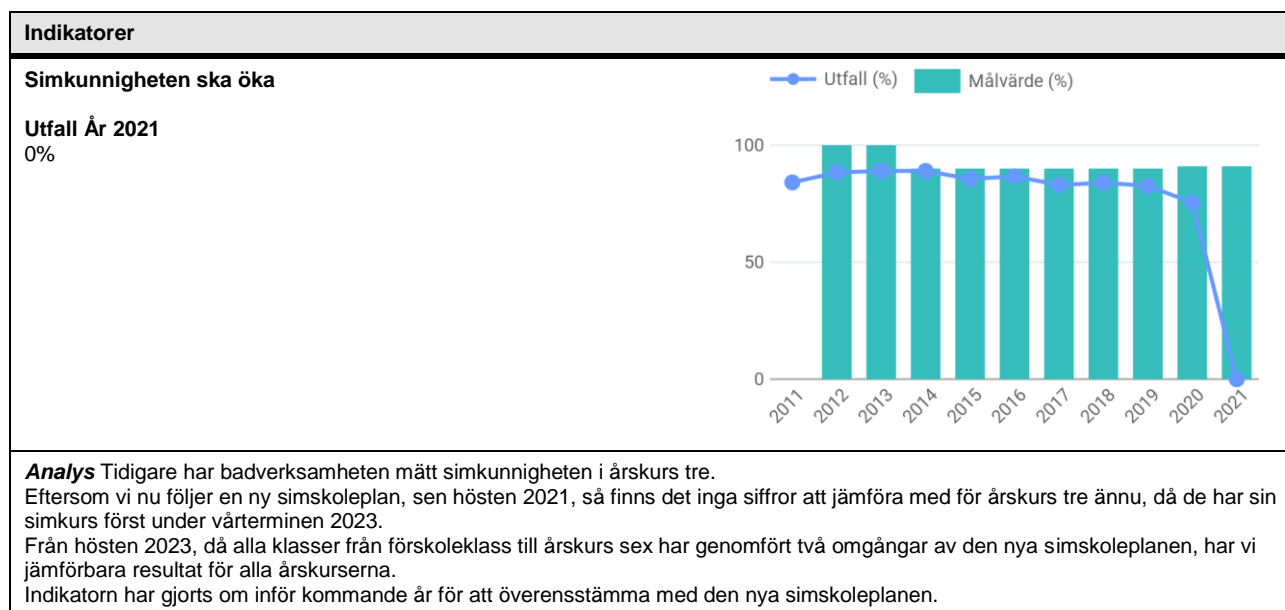 Indikatorer
Simkunnigheten ska öka
Utfall År 2021
0%
Utfall (%) Målvärde (%)
100
50
0
2011 2012 2013 2014 2015 2016 2017 2018 2019 2020 2021
Analys Tidigare har badverksamheten mätt simkunnigheten i årskurs tre.
Eftersom vi nu följer en ny simskoleplan, sen hösten 2021, så finns det inga siffror att jämföra med för årskurs tre ännu, då de har sin
simkurs först under vårterminen 2023.
Från hösten 2023, då alla klasser från förskoleklass till årskurs sex har genomfört två omgångar av den nya simskoleplanen, har vi
jämförbara resultat för alla årskurserna.
Indikatorn har gjorts om inför kommande år för att överensstämma med den nya simskoleplanen.